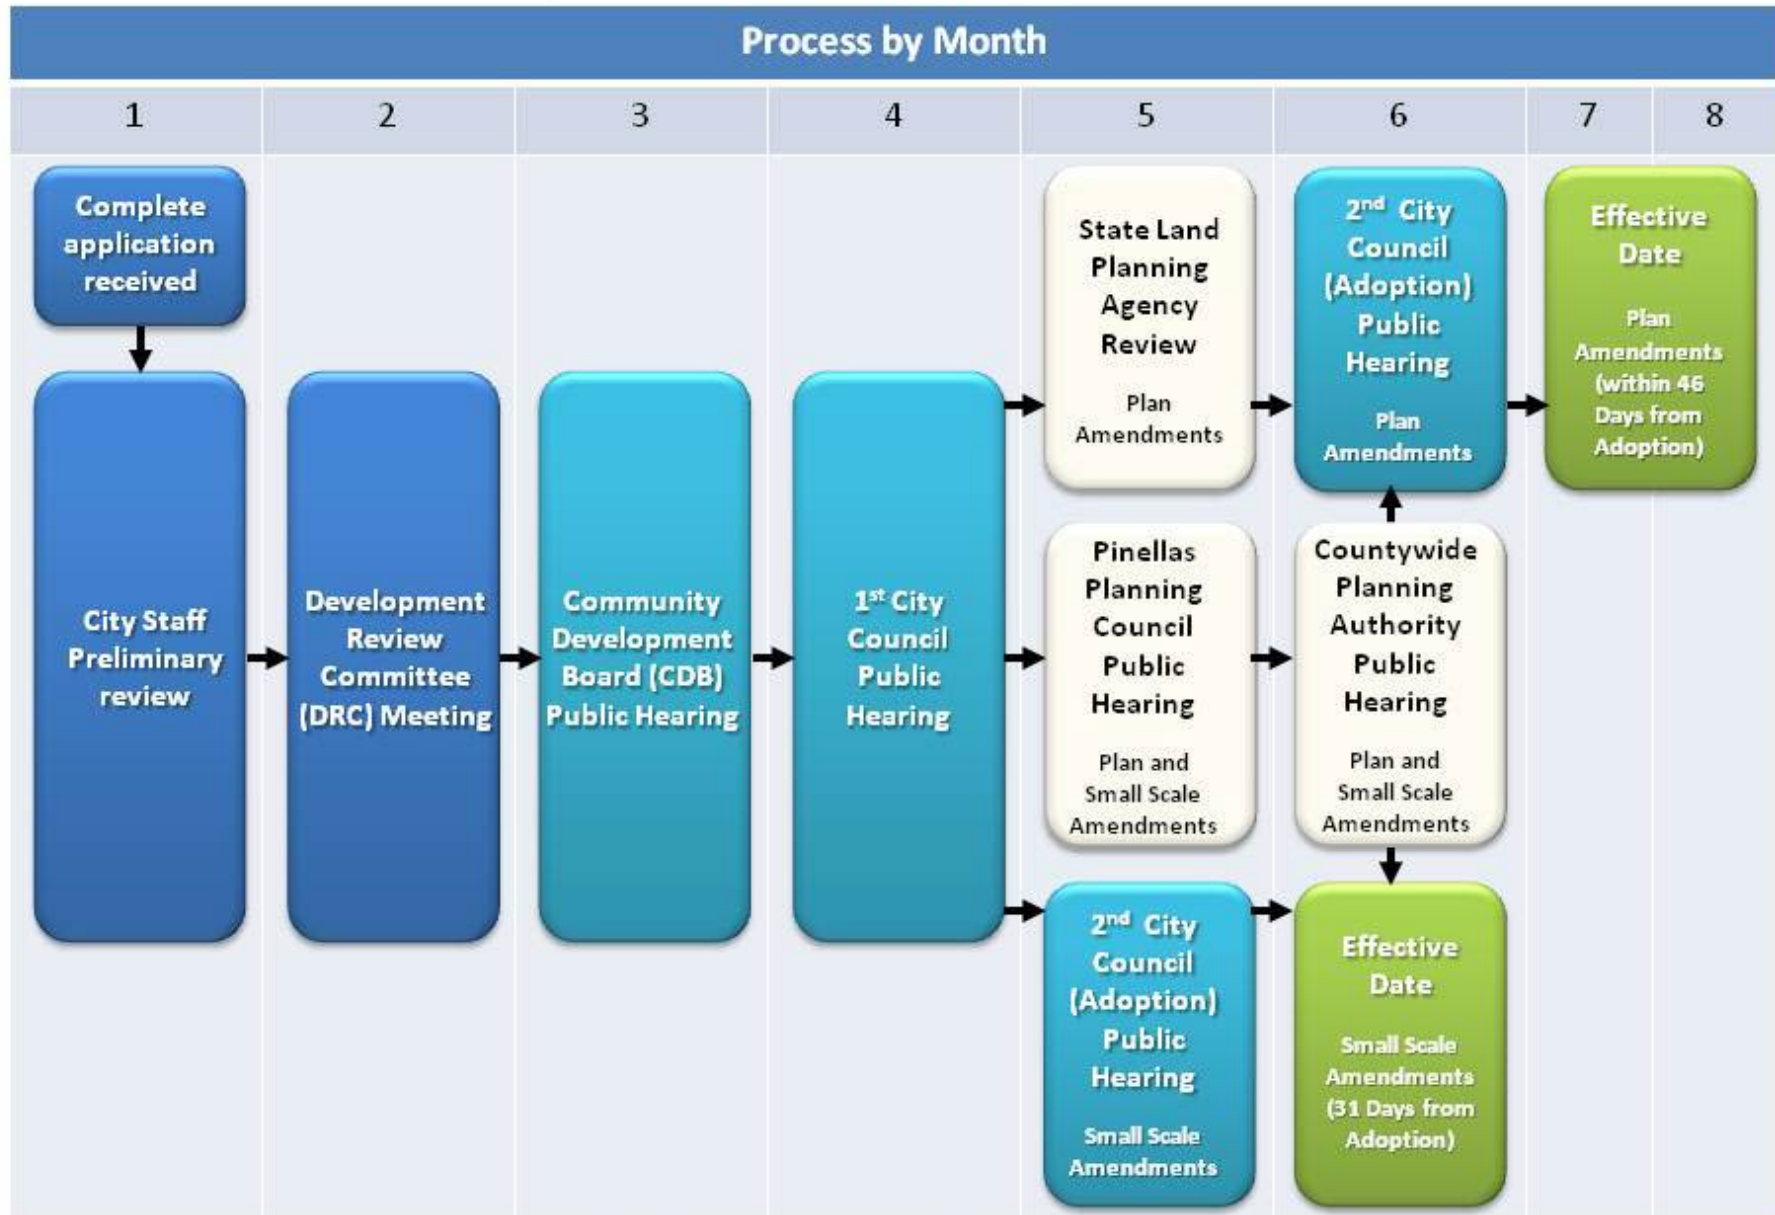 Process by Month
1
2
3
4
5
6
7
8
Complete
application
received
City Staff
Preliminary
review
Development
Review
Committee
(DRC) Meeting
Community
Development
Board (CDB)
Public Hearing
1st City
Council
Public
Hearing
State Land
Planning
Agency
Review
Plan
Amendments
2nd City
Council
(Adoption)
Public
Hearing
Plan
Amendments
Effective
Date
Plan
Amendments
(within 46
Days from
Adoption)
Pinellas
Planning
Council
Public
Hearing
Plan and
Small Scale
Amendments
Countywide
Planning
Authority
Public
Hearing
Plan and
Small Scale
Amendments
2nd City
Council
(Adoption)
Public
Hearing
Small Scale
Amendments
Effective
Date
Small Scale
Amendments
(31 Days from
Adoption)